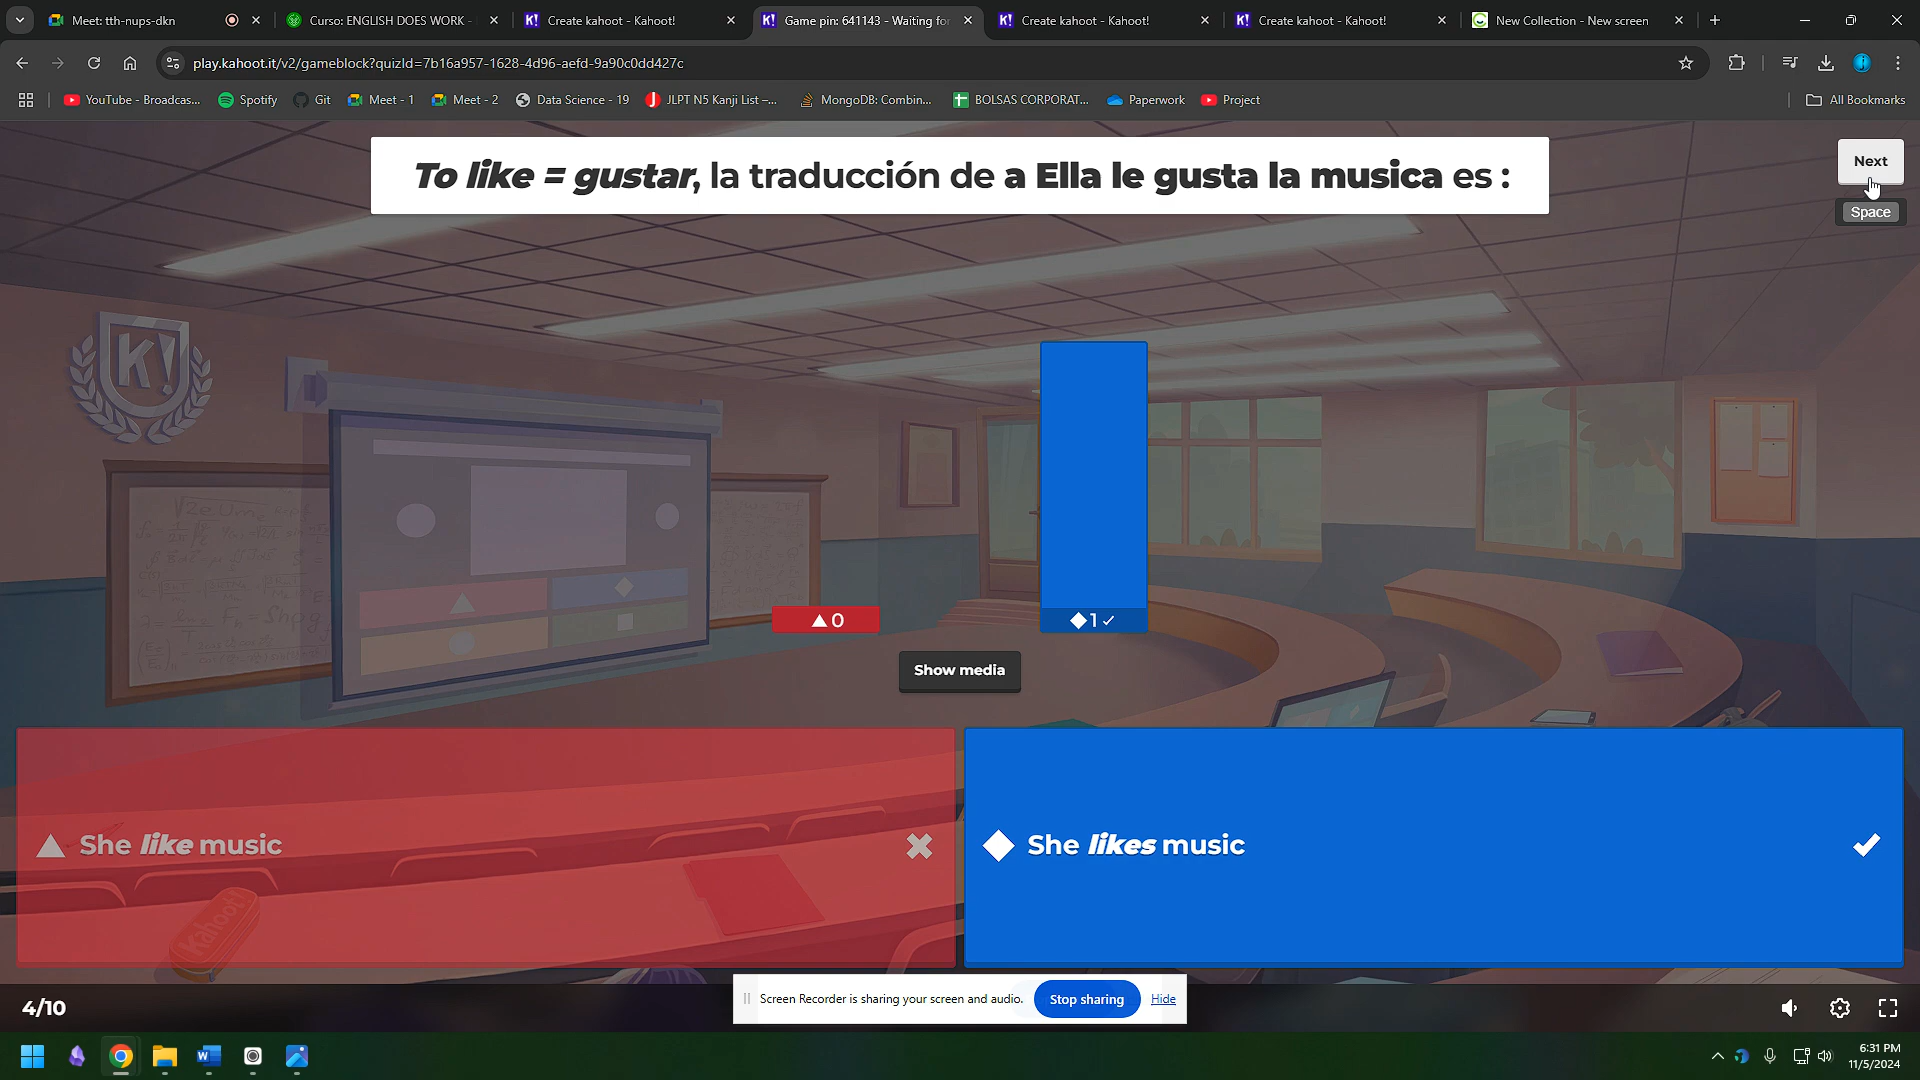 Meet: tth-nups-dkn
Curso: ENGLISH DOES WORK -
Create kahoot - Kahoot!
Game pin: 641143 - Waiting for
Create kahoot - Kahoot!
Create kahoot - Kahoot!
New Collection - New screen
play.kahoot.it/v2/gameblock?quizId=7b16a957-1628-4d96-aefd-9a90c0dd427c
YouTube - Broadcas...
Spotify
Git
Meet - 1
Meet - 2
Data Science - 19
JLPT N5 Kanji List –...
MongoDB: Combin...
BOLSAS CORPORAT...
Paperwork
Project
All Bookmarks
To like = gustar, la traducción de a Ella le gusta la musica es :
Next
Space
K!
0
1
Show media
She like music
She likes music
Kahoot!
Screen Recorder is sharing your screen and audio.
Stop sharing
Hide
4/10
6:31 PM
11/5/2024